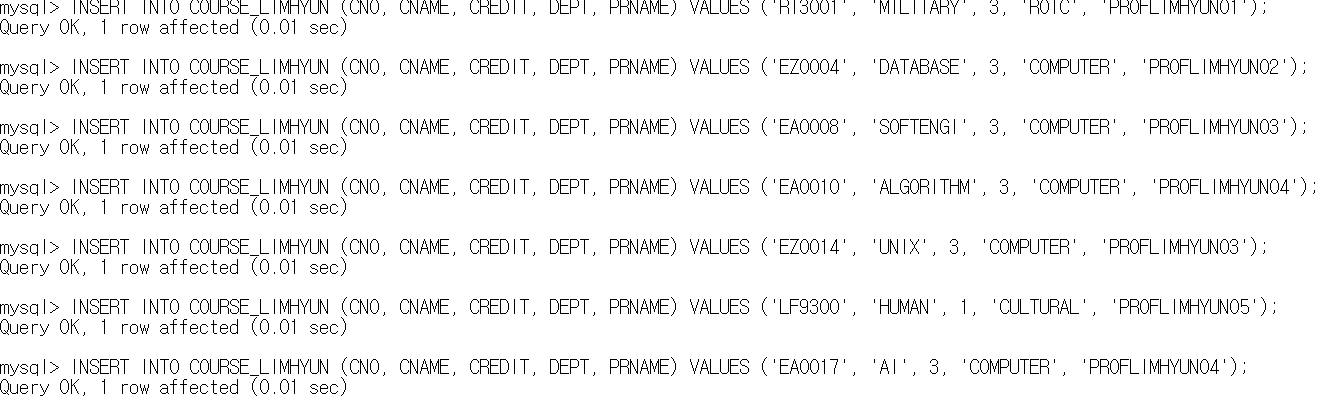 mysql> INSERT INTO COURSE_LIMHYUN (CNO, CNAME, CREDIT, DEPT, PRNAME) VALUES ('RT3001', 'MILITARY', 3, 'ROTC', 'PROFLIMHYUN01');
Query OK, 1 row affected (0.01 sec)
mysql> INSERT INTO COURSE_LIMHYUN (CNO, CNAME, CREDIT, DEPT, PRNAME) VALUES ('EZ0004', 'DATABASE', 3, 'COMPUTER', 'PROFLIMHYUN02');
Query OK, 1 row affected (0.01 sec)
mysql> INSERT INTO COURSE_LIMHYUN (CNO, CNAME, CREDIT, DEPT, PRNAME) VALUES ('EA0008', 'SOFTENGI', 3, 'COMPUTER', 'PROFLIMHYUN03');
Query OK, 1 row affected (0.01 sec)
mysql> INSERT INTO COURSE_LIMHYUN (CNO, CNAME, CREDIT, DEPT, PRNAME) VALUES ('EA0010', 'ALGORITHM', 3, 'COMPUTER', 'PROFLIMHYUN04');
Query OK, 1 row affected (0.01 sec)
mysql> INSERT INTO COURSE_LIMHYUN (CNO, CNAME, CREDIT, DEPT, PRNAME) VALUES ('EZ0014', 'UNIX', 3, 'COMPUTER', 'PROFLIMHYUN03');
Query OK, 1 row affected (0.01 sec)
mysql> INSERT INTO COURSE_LIMHYUN (CNO, CNAME, CREDIT, DEPT, PRNAME) VALUES ('LF9300', 'HUMAN', 1, 'CULTURAL', 'PROFLIMHYUN05');
Query OK, 1 row affected (0.01 sec)
mysql> INSERT INTO COURSE_LIMHYUN (CNO, CNAME, CREDIT, DEPT, PRNAME) VALUES ('EA0017', 'AI', 3, 'COMPUTER', 'PROFLIMHYUN04');
Query OK, 1 row affected (0.01 sec)